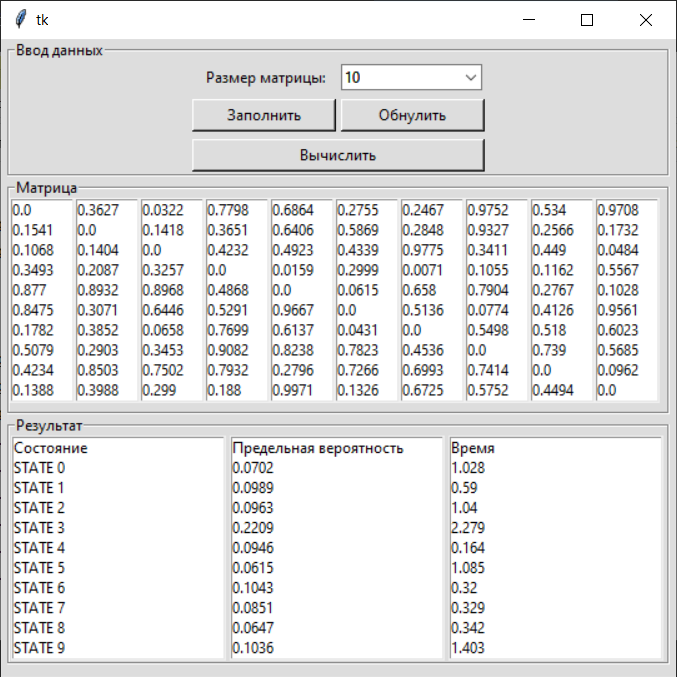 tk
Ввод данных
Размер матрицы: 10
Заполнить Обнулить
Вычислить
Матрица
0.0 0.3627 0.0322 0.7798 0.6864 0.2755 0.2467 0.9752 0.534 0.9708
0.1541 0.0 0.1418 0.3651 0.6406 0.5869 0.2848 0.9327 0.2566 0.1732
0.1068 0.1404 0.0 0.4232 0.4923 0.4339 0.9775 0.3411 0.449 0.0484
0.3493 0.2087 0.3257 0.0 0.0159 0.2999 0.0071 0.1055 0.1162 0.5567
0.877 0.8932 0.8968 0.4868 0.0 0.0615 0.658 0.7904 0.2767 0.1028
0.8475 0.3071 0.6446 0.5291 0.9667 0.0 0.5136 0.0774 0.4126 0.9561
0.1782 0.3852 0.0658 0.7699 0.6137 0.0431 0.0 0.5498 0.518 0.6023
0.5079 0.2903 0.3453 0.9082 0.8238 0.7823 0.4536 0.0 0.739 0.5685
0.4234 0.8503 0.7502 0.7932 0.2796 0.7266 0.6993 0.7414 0.0 0.0962
0.1388 0.3988 0.299 0.188 0.9971 0.1326 0.6725 0.5752 0.4494 0.0
Результат
Состояние Предельная вероятность Время
STATE 0 0.0702 1.028
STATE 1 0.0989 0.59
STATE 2 0.0963 1.04
STATE 3 0.2209 2.279
STATE 4 0.0946 0.164
STATE 5 0.0615 1.085
STATE 6 0.1043 0.32
STATE 7 0.0851 0.329
STATE 8 0.0647 0.342
STATE 9 0.1036 1.403